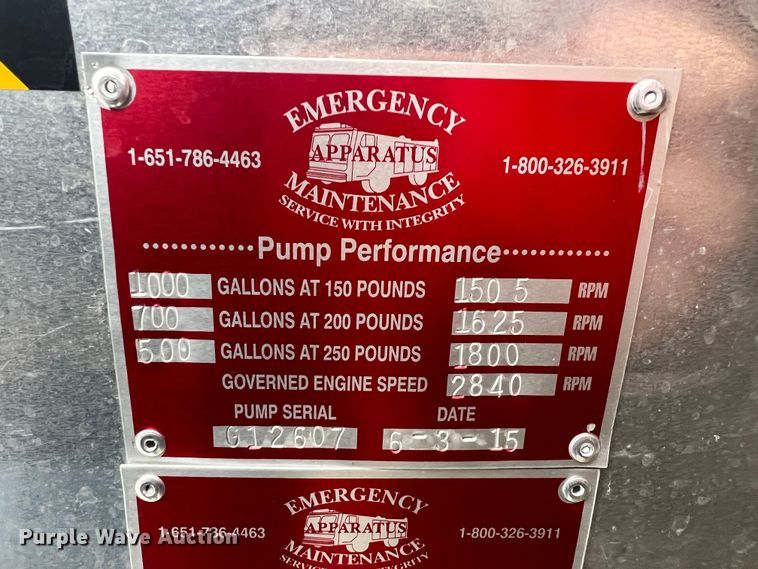 EMERGENCY
APPARATUS
MAINTENANCE
SERVICE WITH INTEGRITY
1-651-786-4463
1-800-326-3911
Pump Performance
1000 GALLONS AT 150 POUNDS 150 5 RPM
700 GALLONS AT 200 POUNDS 1625 RPM
500 GALLONS AT 250 POUNDS 1800 RPM
GOVERNED ENGINE SPEED 2840 RPM
PUMP SERIAL DATE
G12607 6-3-15
EMERGENCY
1-651-786-4463 APPARATUS 1-800-326-3911
MAINTENANCE
Purple Wave Auction